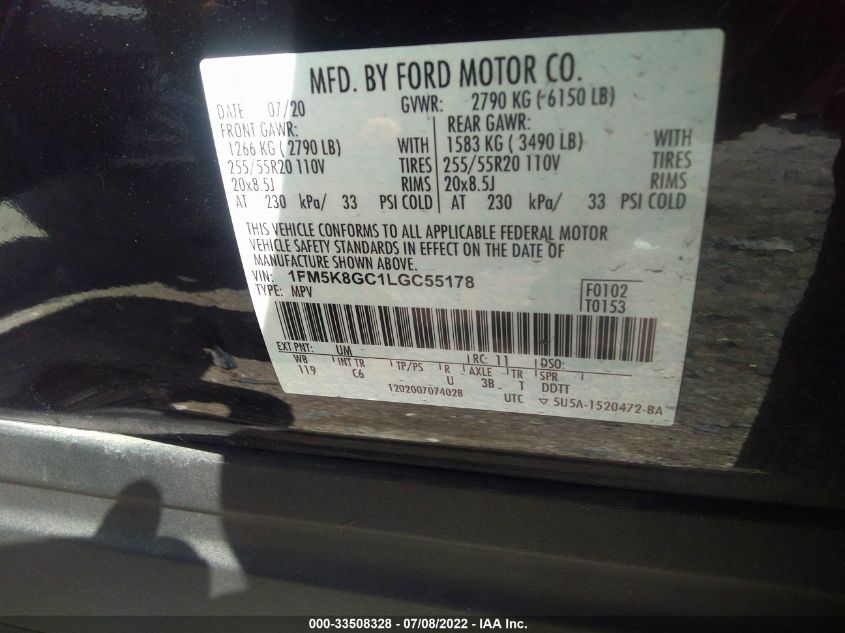 MFD. BY FORD MOTOR CO.
DATE 07/20 GVWR: 2790 KG (-6150 LB)
FRONT GAWR: REAR GAWR:
1266 KG ( 2790 LB) WITH 1583 KG ( 3490 LB) WITH
255/55R20 110V TIRES 255/55R20 110V TIRES
20x8.5J RIMS 20x8.5J RIMS
AT 230 kPa/ 33 PSI COLD AT 230 kPa/ 33 PSI COLD
THIS VEHICLE CONFORMS TO ALL APPLICABLE FEDERAL MOTOR
VEHICLE SAFETY STANDARDS IN EFFECT ON THE DATE OF
MANUFACTURE SHOWN ABOVE.
VIN: 1FM5K8GC1LGC55178 F0102
TYPE: MPV T0153
EXT PNT: UM RC: 11 DSO:
WB INT TR TP/PS R AXLE TR SPR
119 C6 U 3B T DDTT
1202007074028 UTC ▽ 5U5A-1520472-BA
000-33508328 - 07/08/2022 - IAA Inc.